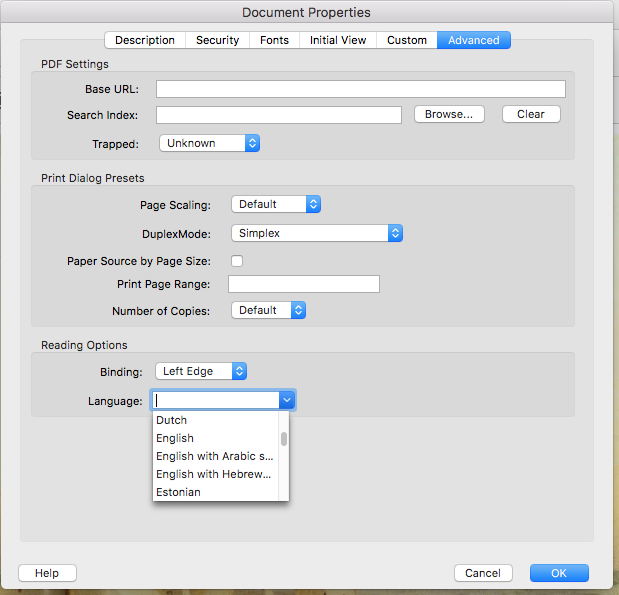 Document Properties
Description Security Fonts Initial View Custom Advanced
PDF Settings
Base URL:
Search Index: Browse... Clear
Trapped: Unknown
Print Dialog Presets
Page Scaling: Default
DuplexMode: Simplex
Paper Source by Page Size:
Print Page Range:
Number of Copies: Default
Reading Options
Binding: Left Edge
Language:
Dutch
English
English with Arabic s...
English with Hebrew...
Estonian
Help Cancel OK